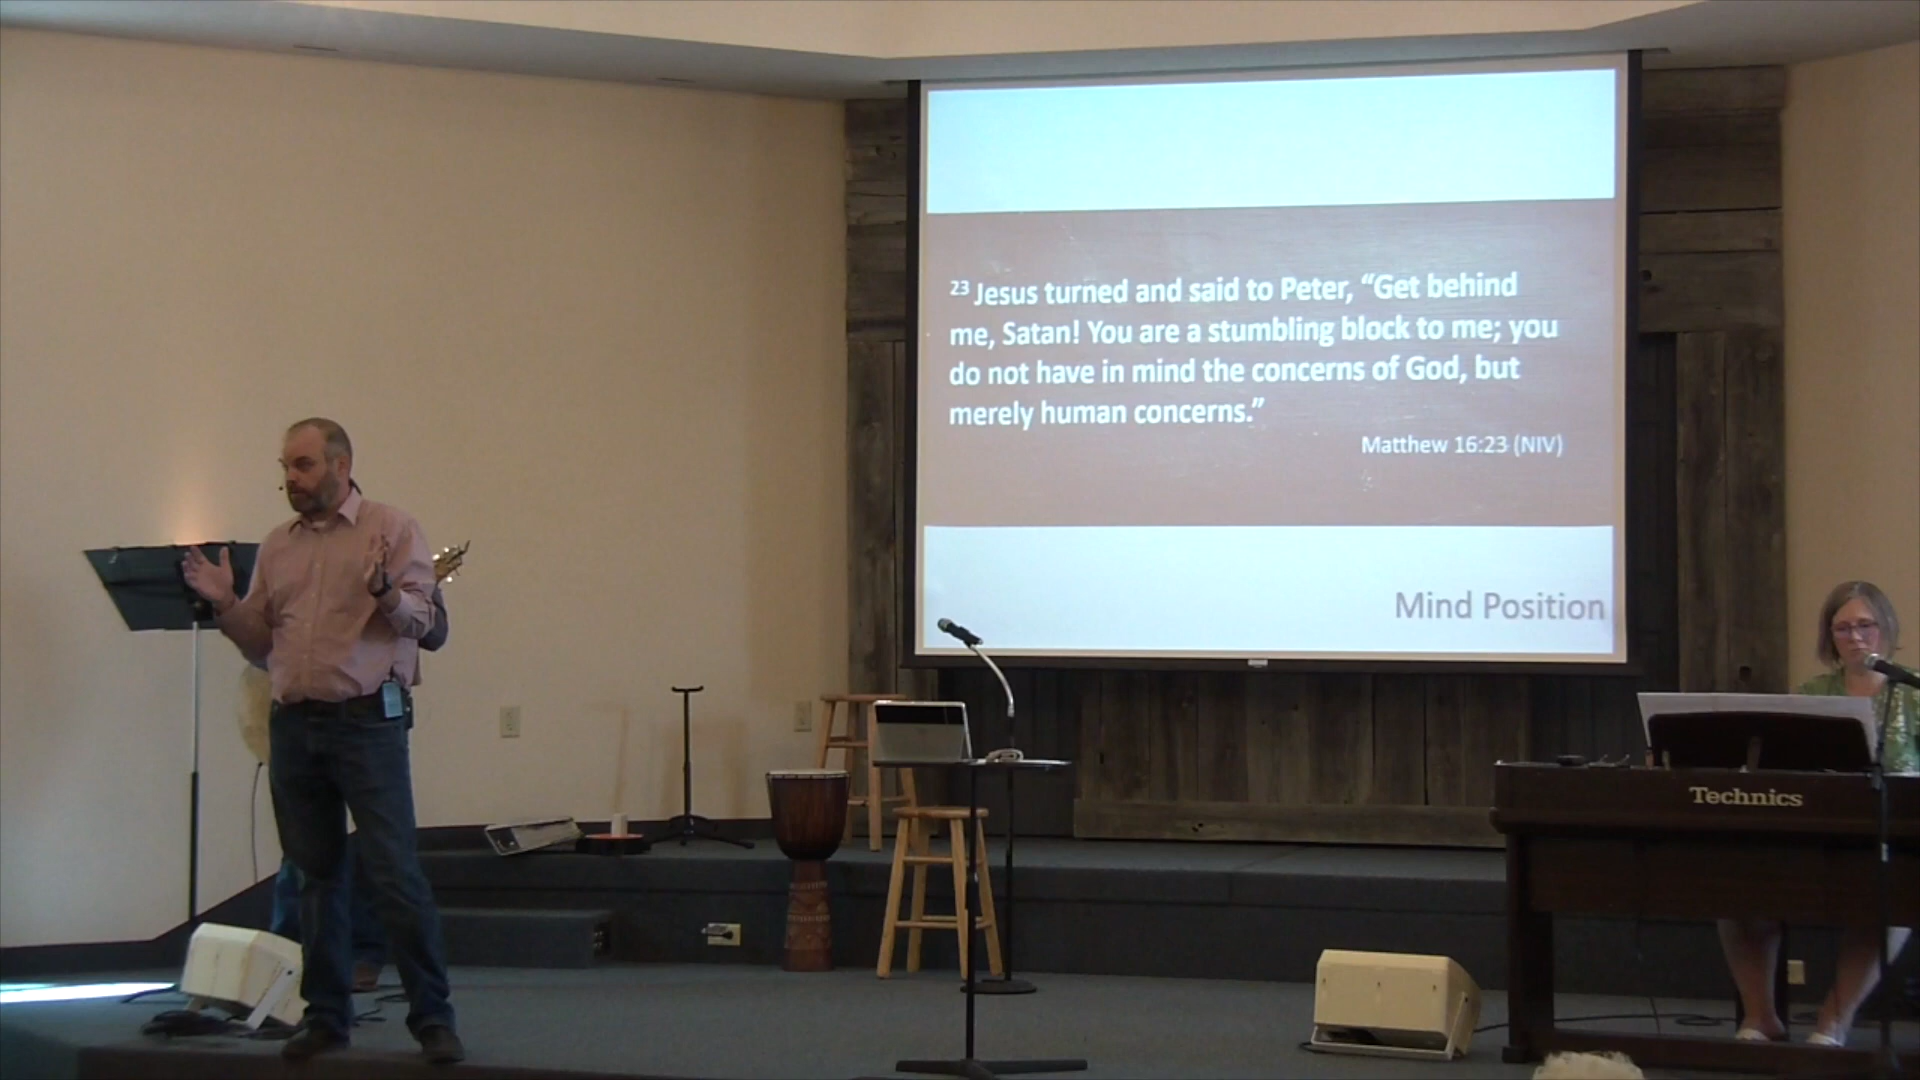 ²³ Jesus turned and said to Peter, “Get behind
me, Satan! You are a stumbling block to me; you
do not have in mind the concerns of God, but
merely human concerns.”
Matthew 16:23 (NIV)
Mind Position
Technics